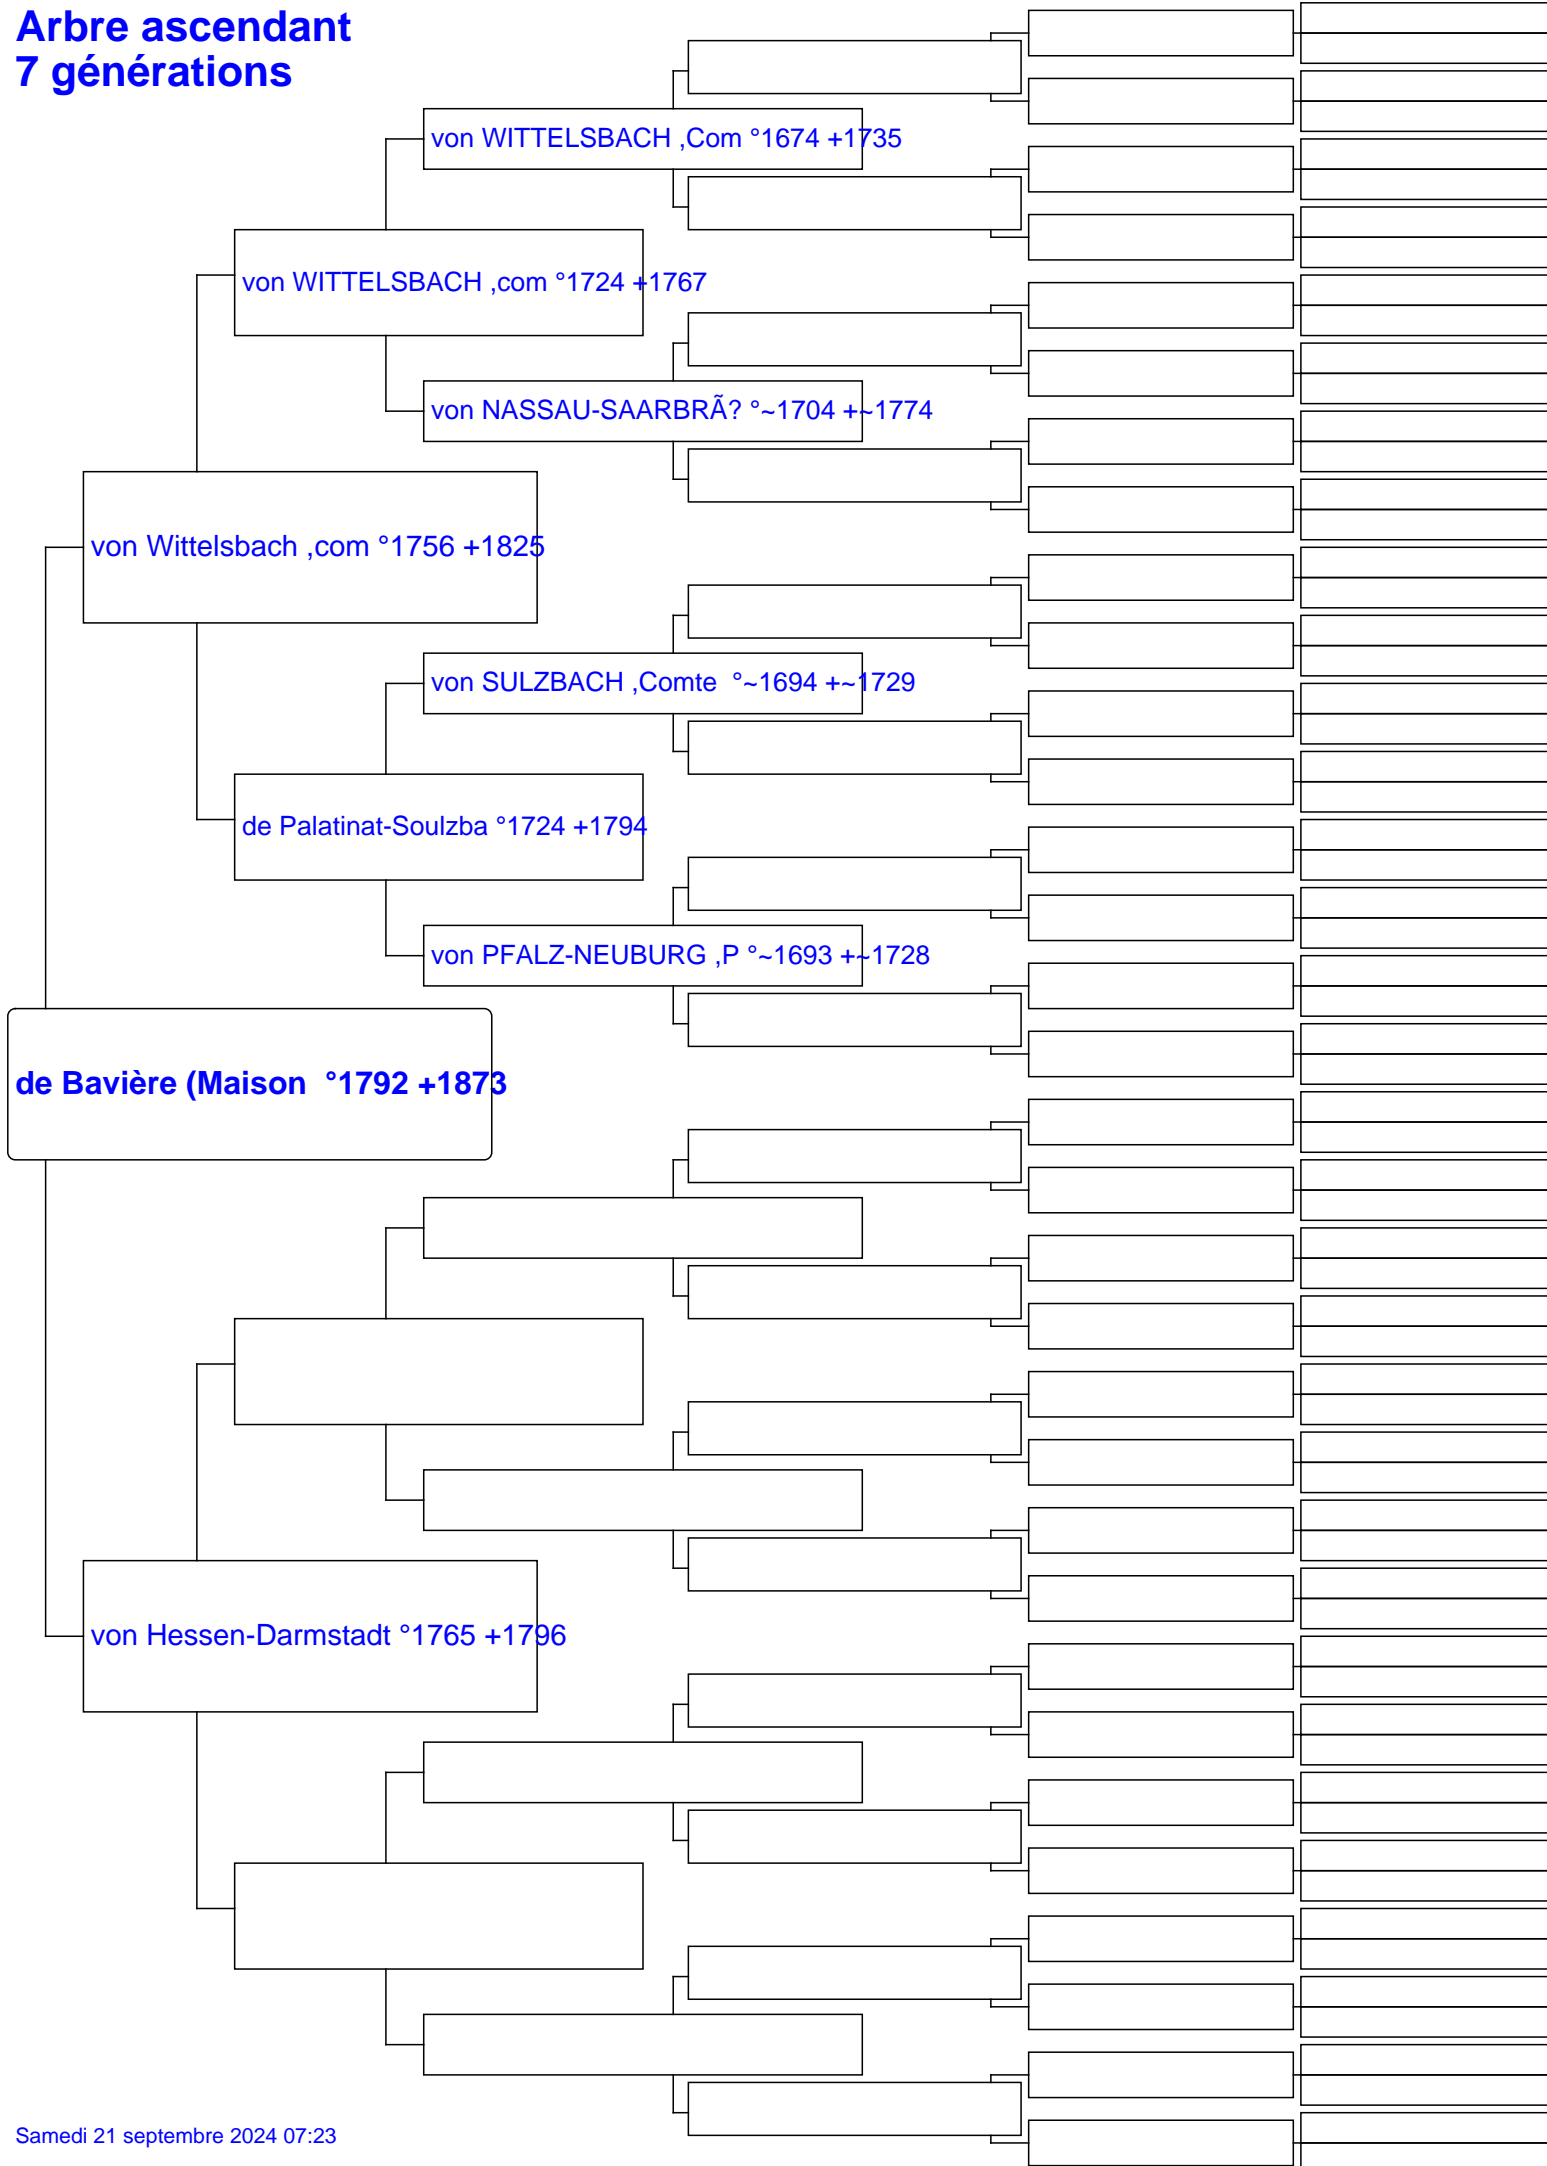 Arbre ascendant
7 générations
von WITTELSBACH ,Com °1674 +1735
von WITTELSBACH ,com °1724 +1767
von NASSAU-SAARBRÃ? °~1704 +~1774
von Wittelsbach ,com °1756 +1825
von SULZBACH ,Comte  °~1694 +~1729
de Palatinat-Soulzba °1724 +1794
von PFALZ-NEUBURG ,P °~1693 +~1728
de Bavière (Maison  °1792 +1873
von Hessen-Darmstadt °1765 +1796
Samedi 21 septembre 2024 07:23